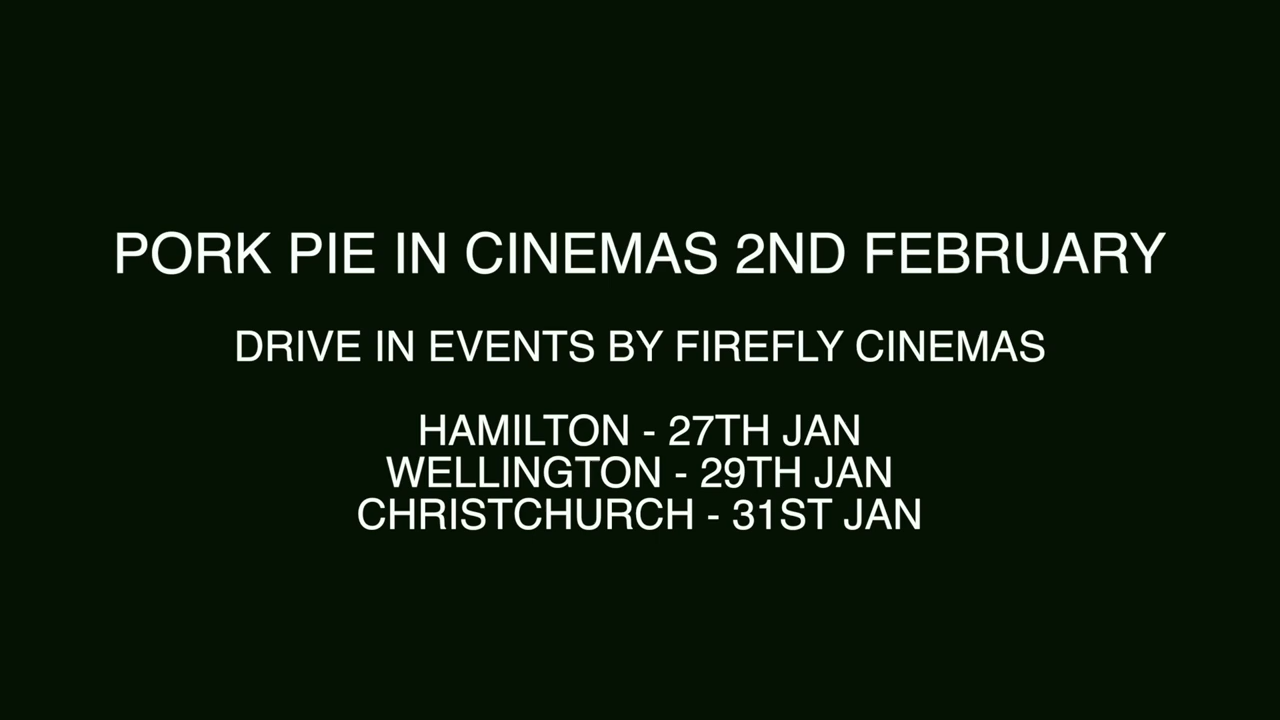 PORK PIE IN CINEMAS 2ND FEBRUARY
DRIVE IN EVENTS BY FIREFLY CINEMAS
HAMILTON - 27TH JAN
WELLINGTON - 29TH JAN
CHRISTCHURCH - 31ST JAN